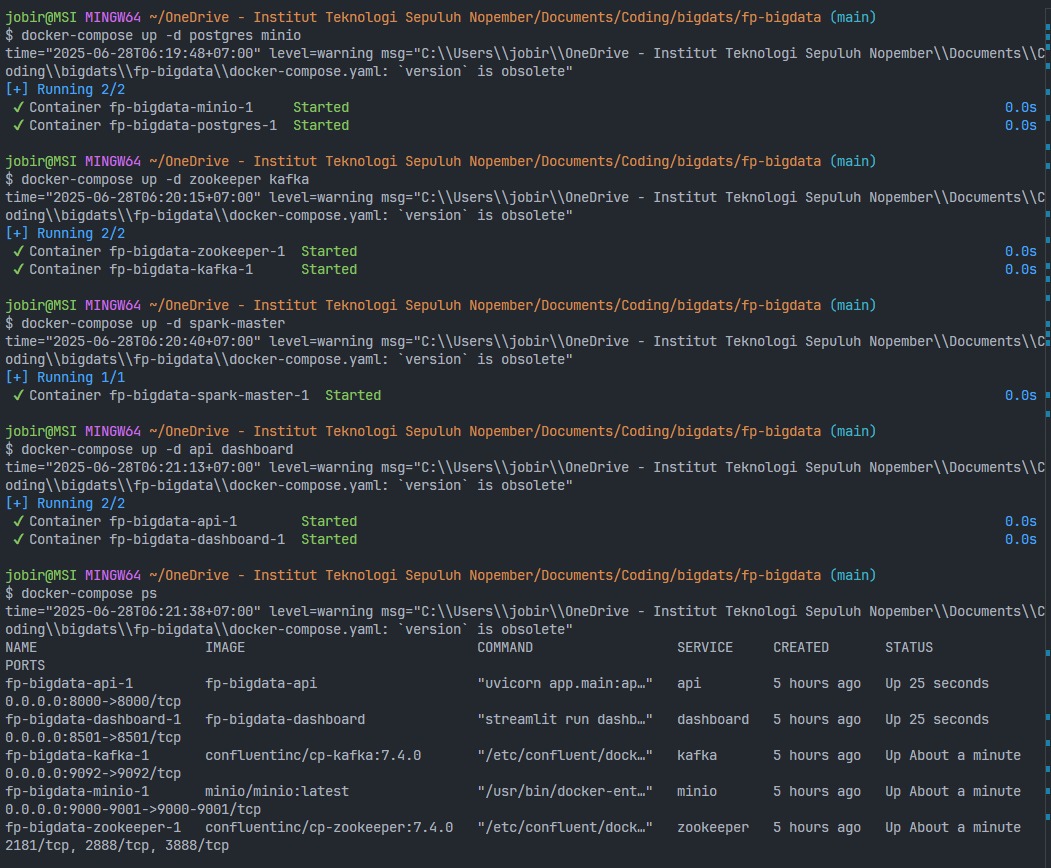 jobir@MSI MINGW64 ~/OneDrive - Institut Teknologi Sepuluh Nopember/Documents/Coding/bigdats/fp-bigdata (main)
$ docker-compose up -d postgres minio
time="2025-06-28T06:19:48+07:00" level=warning msg="C:\\Users\\jobir\\OneDrive - Institut Teknologi Sepuluh Nopember\\Documents\\C
oding\\bigdats\\fp-bigdata\\docker-compose.yaml: `version` is obsolete"
[+] Running 2/2
✓ Container fp-bigdata-minio-1 Started 0.0s
✓ Container fp-bigdata-postgres-1 Started 0.0s
jobir@MSI MINGW64 ~/OneDrive - Institut Teknologi Sepuluh Nopember/Documents/Coding/bigdats/fp-bigdata (main)
$ docker-compose up -d zookeeper kafka
time="2025-06-28T06:20:15+07:00" level=warning msg="C:\\Users\\jobir\\OneDrive - Institut Teknologi Sepuluh Nopember\\Documents\\C
oding\\bigdats\\fp-bigdata\\docker-compose.yaml: `version` is obsolete"
[+] Running 2/2
✓ Container fp-bigdata-zookeeper-1 Started 0.0s
✓ Container fp-bigdata-kafka-1 Started 0.0s
jobir@MSI MINGW64 ~/OneDrive - Institut Teknologi Sepuluh Nopember/Documents/Coding/bigdats/fp-bigdata (main)
$ docker-compose up -d spark-master
time="2025-06-28T06:20:40+07:00" level=warning msg="C:\\Users\\jobir\\OneDrive - Institut Teknologi Sepuluh Nopember\\Documents\\C
oding\\bigdats\\fp-bigdata\\docker-compose.yaml: `version` is obsolete"
[+] Running 1/1
✓ Container fp-bigdata-spark-master-1 Started 0.0s
jobir@MSI MINGW64 ~/OneDrive - Institut Teknologi Sepuluh Nopember/Documents/Coding/bigdats/fp-bigdata (main)
$ docker-compose up -d api dashboard
time="2025-06-28T06:21:13+07:00" level=warning msg="C:\\Users\\jobir\\OneDrive - Institut Teknologi Sepuluh Nopember\\Documents\\C
oding\\bigdats\\fp-bigdata\\docker-compose.yaml: `version` is obsolete"
[+] Running 2/2
✓ Container fp-bigdata-api-1 Started 0.0s
✓ Container fp-bigdata-dashboard-1 Started 0.0s
jobir@MSI MINGW64 ~/OneDrive - Institut Teknologi Sepuluh Nopember/Documents/Coding/bigdats/fp-bigdata (main)
$ docker-compose ps
time="2025-06-28T06:21:38+07:00" level=warning msg="C:\\Users\\jobir\\OneDrive - Institut Teknologi Sepuluh Nopember\\Documents\\C
oding\\bigdats\\fp-bigdata\\docker-compose.yaml: `version` is obsolete"
NAME IMAGE COMMAND SERVICE CREATED STATUS
PORTS
fp-bigdata-api-1 fp-bigdata-api "uvicorn app.main:ap…" api 5 hours ago Up 25 seconds
0.0.0.0:8000->8000/tcp
fp-bigdata-dashboard-1 fp-bigdata-dashboard "streamlit run dashb…" dashboard 5 hours ago Up 25 seconds
0.0.0.0:8501->8501/tcp
fp-bigdata-kafka-1 confluentinc/cp-kafka:7.4.0 "/etc/confluent/dock…" kafka 5 hours ago Up About a minute
0.0.0.0:9092->9092/tcp
fp-bigdata-minio-1 minio/minio:latest "/usr/bin/docker-ent…" minio 5 hours ago Up About a minute
0.0.0.0:9000-9001->9000-9001/tcp
fp-bigdata-zookeeper-1 confluentinc/cp-zookeeper:7.4.0 "/etc/confluent/dock…" zookeeper 5 hours ago Up About a minute
2181/tcp, 2888/tcp, 3888/tcp